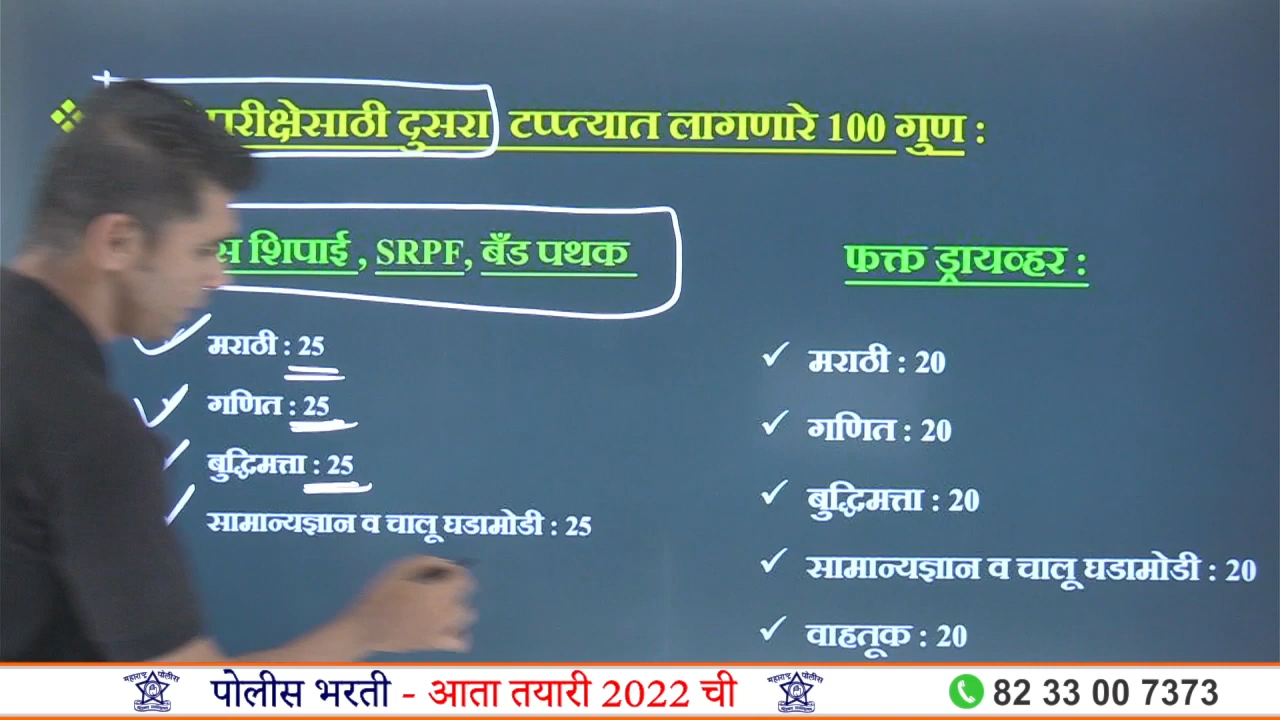 परीक्षेसाठी दुसरा टप्प्यात लागणारे 100 गुण :
शिपाई , SRPF, बँड पथक
मराठी : 25
गणित : 25
बुद्धिमत्ता : 25
सामान्यज्ञान व चालू घडामोडी : 25
फक्त ड्रायव्हर :
मराठी : 20
गणित : 20
बुद्धिमत्ता : 20
सामान्यज्ञान व चालू घडामोडी : 20
वाहतूक : 20
पोलीस भरती - आता तयारी 2022 ची
82 33 00 7373